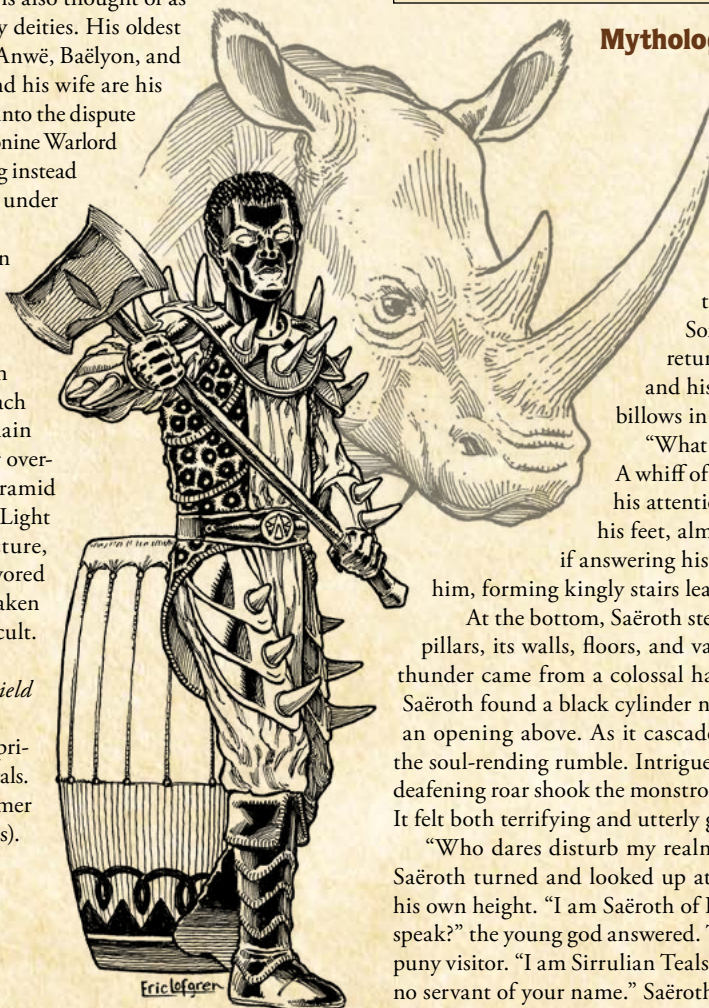 is also thought of as
y deities. His oldest
Anwë, Baëlyon, and
nd his wife are his
into the dispute
onine Warlord
g instead
under
n
n
ach
ain
over-
ramid
Light
cture,
vored
aken
cult.
ield
pri-
als.
mer
s).
Eric Lofgren
Mytholog
t
So
retur
and his
billows in
“What
A whiff of
his attenti
his feet, alm
if answering his
him, forming kingly stairs lea
At the bottom, Saëroth ste
pillars, its walls, floors, and va
thunder came from a colossal ha
Saëroth found a black cylinder n
an opening above. As it cascade
the soul-rending rumble. Intrigue
deafening roar shook the monstro
It felt both terrifying and utterly g
“Who dares disturb my realm
Saëroth turned and looked up at
his own height. “I am Saëroth of
speak?” the young god answered. T
puny visitor. “I am Sirrulian Teals
no servant of your name.” Saëroth